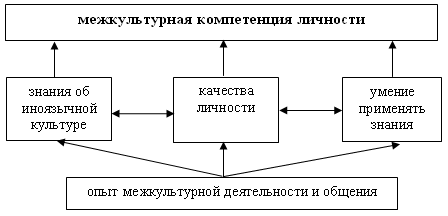 межкультурная компетенция личности
знания об
иноязычной
культуре
качества
личности
умение
применять
знания
опыт межкультурной деятельности и общения